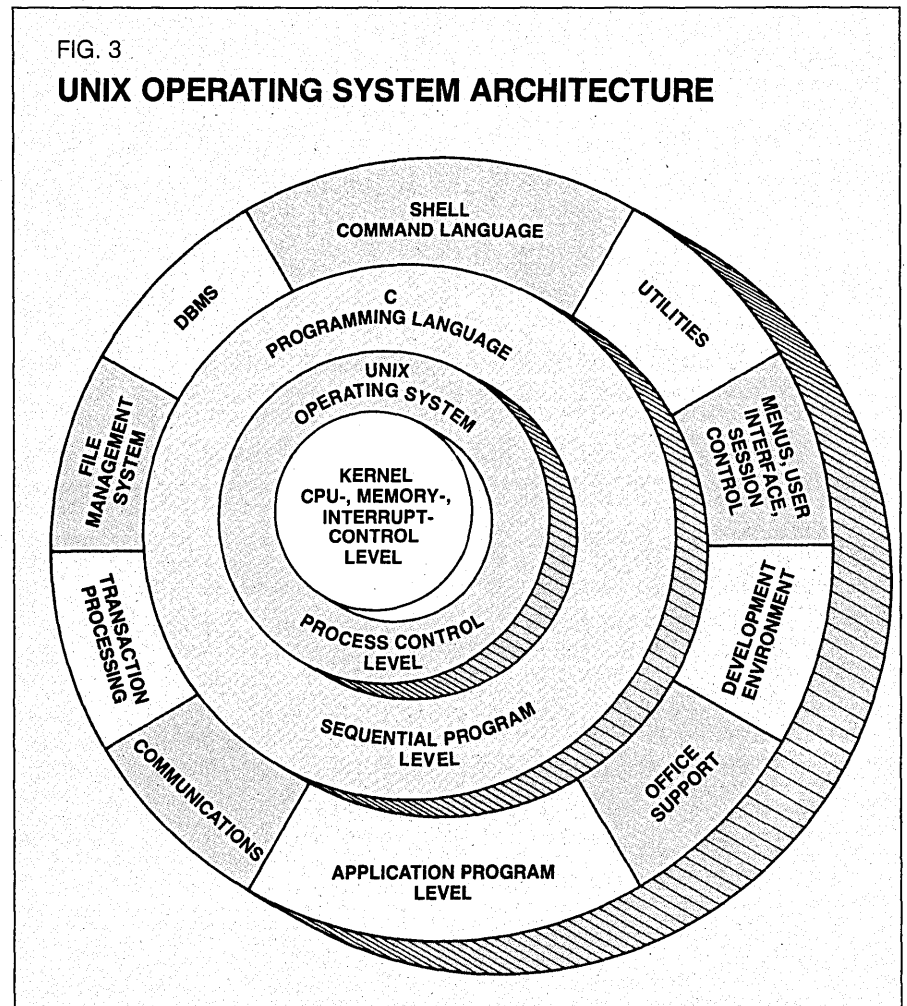 FIG. 3
UNIX OPERATING SYSTEM ARCHITECTURE
SHELL
COMMAND LANGUAGE
UTILITIES
MENUS, USER
INTERFACE,
SESSION
CONTROL
DEVELOPMENT
ENVIRONMENT
OFFICE
SUPPORT
APPLICATION PROGRAM
LEVEL
COMMUNICATIONS
TRANSACTION
PROCESSING
FILE
MANAGEMENT
SYSTEM
DBMS
C
PROGRAMMING LANGUAGE
SEQUENTIAL PROGRAM
LEVEL
UNIX
OPERATING SYSTEM
PROCESS CONTROL
LEVEL
KERNEL
CPU-, MEMORY-,
INTERRUPT-
CONTROL
LEVEL